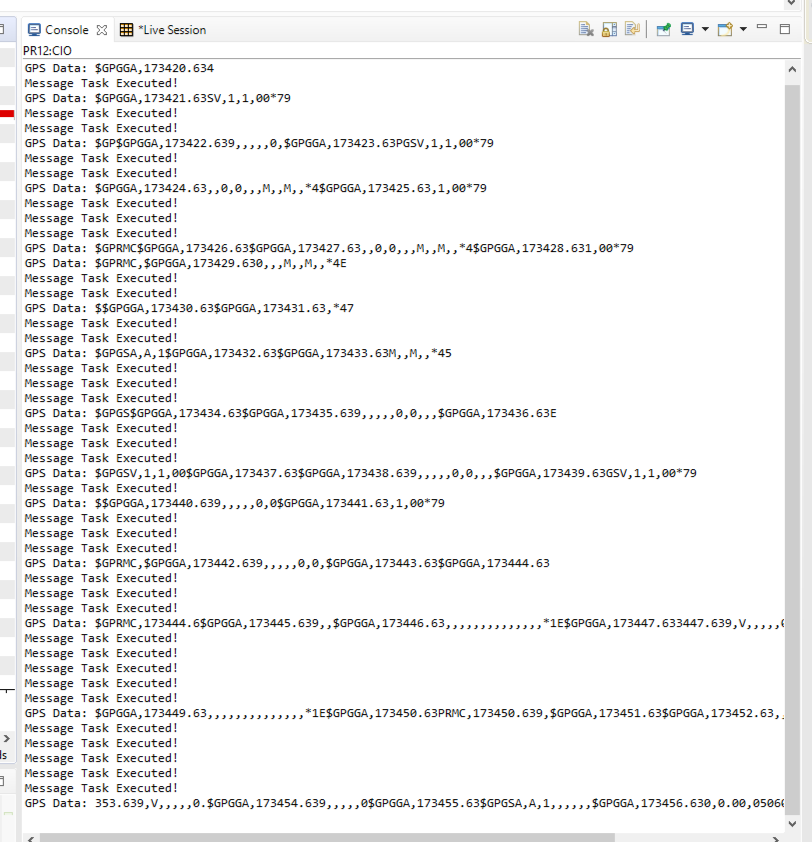 Console
*Live Session
PR12:CIO
GPS Data: $GPGGA,173420.634
Message Task Executed!
GPS Data: $GPGGA,173421.63SV,1,1,00*79
Message Task Executed!
Message Task Executed!
GPS Data: $GP$GPGGA,173422.639,,,,,0,$GPGGA,173423.63PGSV,1,1,00*79
Message Task Executed!
Message Task Executed!
GPS Data: $GPGGA,173424.63,,0,0,,,M,,M,,*4$GPGGA,173425.63,1,00*79
Message Task Executed!
Message Task Executed!
Message Task Executed!
GPS Data: $GPRMC$GPGGA,173426.63$GPGGA,173427.63,,0,0,,,M,,M,,*4$GPGGA,173428.631,00*79
GPS Data: $GPRMC,$GPGGA,173429.630,,,M,,M,,*4E
Message Task Executed!
Message Task Executed!
GPS Data: $$GPGGA,173430.63$GPGGA,173431.63,*47
Message Task Executed!
Message Task Executed!
GPS Data: $GPGSA,A,1$GPGGA,173432.63$GPGGA,173433.63M,,M,,*45
Message Task Executed!
Message Task Executed!
Message Task Executed!
GPS Data: $GPGS$GPGGA,173434.63$GPGGA,173435.639,,,,,0,0,,,$GPGGA,173436.63E
Message Task Executed!
Message Task Executed!
Message Task Executed!
GPS Data: $GPGSV,1,1,00$GPGGA,173437.63$GPGGA,173438.639,,,,,0,0,,,$GPGGA,173439.63GSV,1,1,00*79
Message Task Executed!
GPS Data: $$GPGGA,173440.639,,,,,0,0$GPGGA,173441.63,1,00*79
Message Task Executed!
Message Task Executed!
Message Task Executed!
GPS Data: $GPRMC,$GPGGA,173442.639,,,,,0,0,$GPGGA,173443.63$GPGGA,173444.63
Message Task Executed!
Message Task Executed!
Message Task Executed!
GPS Data: $GPRMC,173444.6$GPGGA,173445.639,,$GPGGA,173446.63,,,,,,,,,,,,,,*1E$GPGGA,173447.633447.639,V,,,,,0
Message Task Executed!
Message Task Executed!
Message Task Executed!
Message Task Executed!
Message Task Executed!
GPS Data: $GPGGA,173449.63,,,,,,,,,,,,,,*1E$GPGGA,173450.63PRMC,173450.639,$GPGGA,173451.63$GPGGA,173452.63,,
Message Task Executed!
Message Task Executed!
Message Task Executed!
Message Task Executed!
Message Task Executed!
GPS Data: 353.639,V,,,,,0.$GPGGA,173454.639,,,,,0$GPGGA,173455.63$GPGSA,A,1,,,,,,$GPGGA,173456.630,0.00,0506